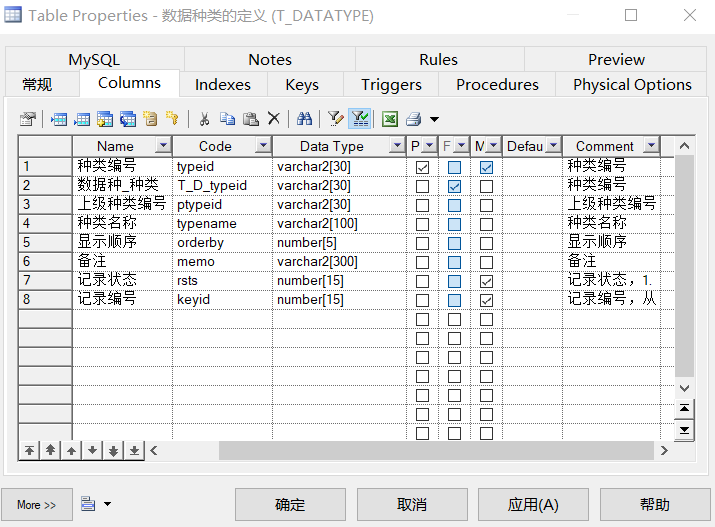 Table Properties - 数据种类的定义 (T_DATATYPE)
MySQL Notes Rules Preview
常规 Columns Indexes Keys Triggers Procedures Physical Options
Name Code Data Type P F M Defau Comment
1 种类编号 typeid varchar2[30] 种类编号
2 数据种_种类 T_D_typeid varchar2[30] 种类编号
3 上级种类编号 ptypeid varchar2[30] 上级种类编号
4 种类名称 typename varchar2[100] 种类名称
5 显示顺序 orderby number[5] 显示顺序
6 备注 memo varchar2[300] 备注
7 记录状态 rsts number[15] 记录状态，1.
8 记录编号 keyid number[15] 记录编号，从
More >> 确定 取消 应用(A) 帮助